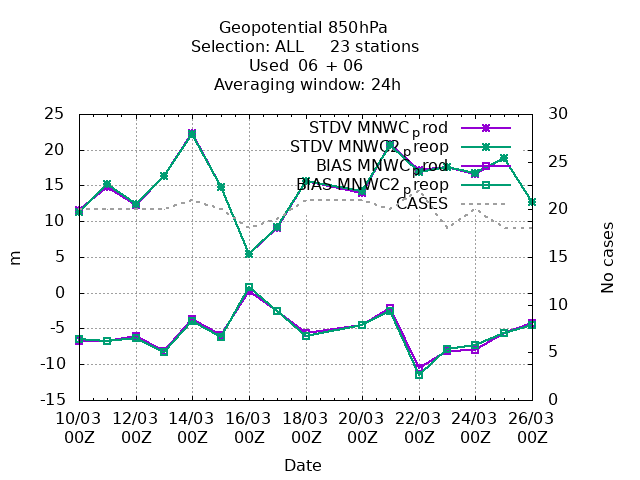 Geopotential 850hPa
Selection: ALL 23 stations
Used 06 + 06
Averaging window: 24h
25
20
15
10
5
0
-5
-10
-15
30
25
20
15
10
5
0
m
No cases
STDV MNWC_prod
STDV MNWC2_preop
BIAS MNWC_prod
BIAS MNWC2_preop
CASES
10/03 12/03 14/03 16/03 18/03 20/03 22/03 24/03 26/03
00Z 00Z 00Z 00Z 00Z 00Z 00Z 00Z 00Z
Date